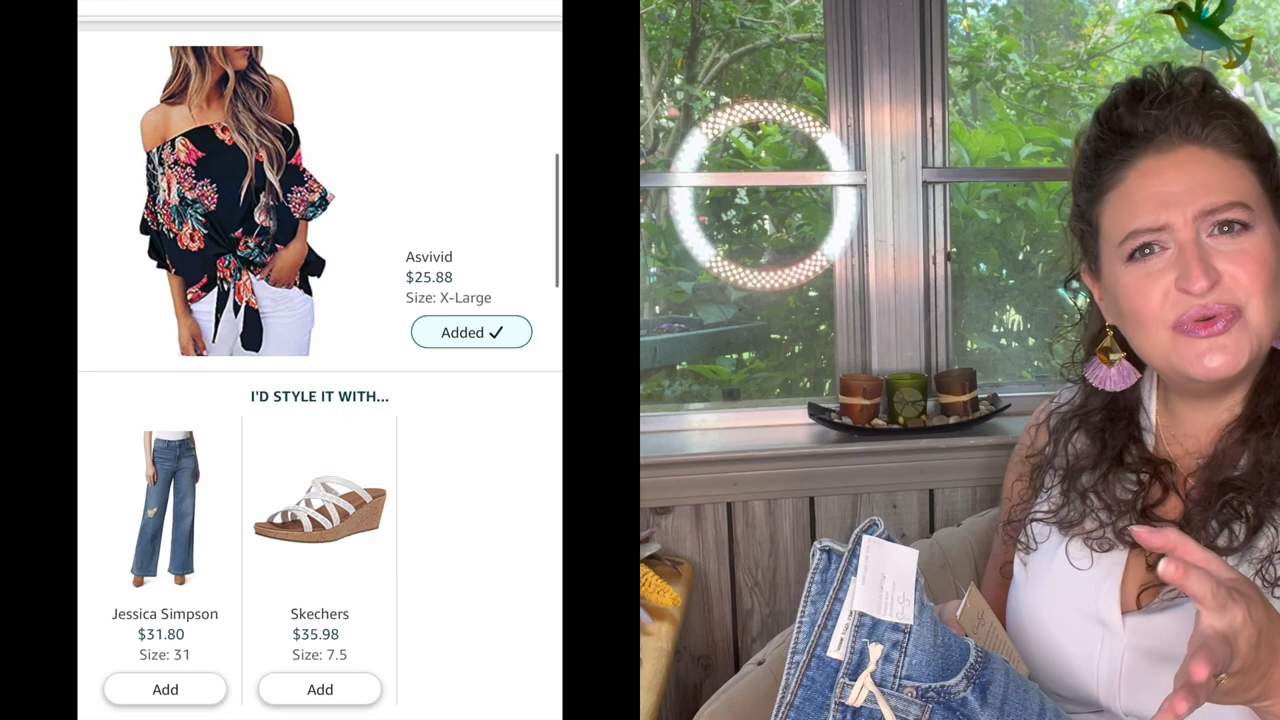 Asvivid
$25.88
Size: X-Large
Added
I'D STYLE IT WITH...
Jessica Simpson
$31.80
Size: 31
Add
Skechers
$35.98
Size: 7.5
Add